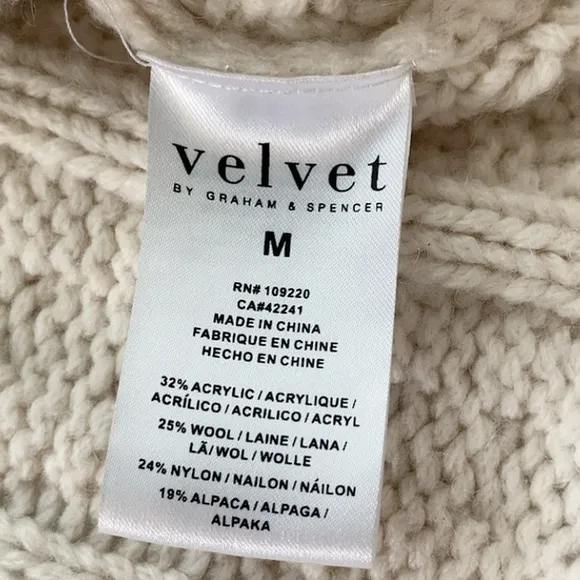 velvet
BY GRAHAM & SPENCER
M
RN# 109220
CA#42241
MADE IN CHINA
FABRIQUE EN CHINE
HECHO EN CHINE
32% ACRYLIC / ACRYLIQUE /
ACRÍLICO / ACRILICO / ACRYL
25% WOOL / LAINE / LANA /
LÃ/WOL / WOLLE
24% NYLON / NAILON / NÁILON
19% ALPACA / ALPAGA /
ALPAKA